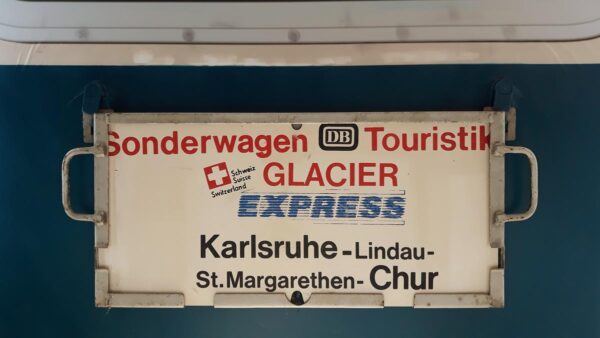 Sonderwagen DB Touristik
Schweiz
Suisse
Switzerland
GLACIER
EXPRESS
Karlsruhe - Lindau -
St. Margarethen - Chur